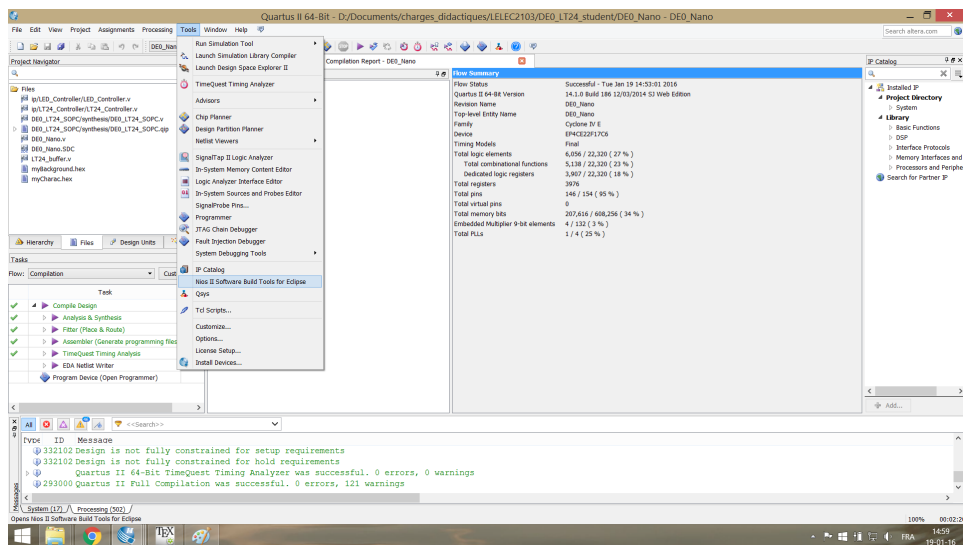 Quartus II 64-Bit - D:/Documents/charges_didactiques/LELEC2103/DE0_LT24_student/DE0_Nano - DE0_Nano
File Edit View Project Assignments Processing Tools Window Help
Search altera.com
DE0_Nan
Project Navigator
Files
ip/LED_Controller/LED_Controller.v
ip/LT24_Controller/LT24_Controller.v
DE0_LT24_SOPC/synthesis/DE0_LT24_SOPC.v
DE0_LT24_SOPC/synthesis/DE0_LT24_SOPC.qip
DE0_Nano.v
DE0_Nano.SDC
LT24_buffer.v
myBackground.hex
myCharac.hex
Hierarchy Files Design Units
Tasks
Flow: Compilation Cust
Task
Compile Design
Analysis & Synthesis
Fitter (Place & Route)
Assembler (Generate programming files
TimeQuest Timing Analysis
EDA Netlist Writer
Program Device (Open Programmer)
Run Simulation Tool
Launch Simulation Library Compiler
Launch Design Space Explorer II
TimeQuest Timing Analyzer
Advisors
Chip Planner
Design Partition Planner
Netlist Viewers
SignalTap II Logic Analyzer
In-System Memory Content Editor
Logic Analyzer Interface Editor
In-System Sources and Probes Editor
SignalProbe Pins...
Programmer
JTAG Chain Debugger
Fault Injection Debugger
System Debugging Tools
IP Catalog
Nios II Software Build Tools for Eclipse
Qsys
Tcl Scripts...
Customize...
Options...
License Setup...
Install Devices...
Compilation Report - DE0_Nano
Flow Summary
Flow Status Successful - Tue Jan 19 14:53:01 2016
Quartus II 64-Bit Version 14.1.0 Build 186 12/03/2014 SJ Web Edition
Revision Name DE0_Nano
Top-level Entity Name DE0_Nano
Family Cyclone IV E
Device EP4CE22F17C6
Timing Models Final
Total logic elements 6,056 / 22,320 ( 27 % )
Total combinational functions 5,138 / 22,320 ( 23 % )
Dedicated logic registers 3,907 / 22,320 ( 18 % )
Total registers 3976
Total pins 146 / 154 ( 95 % )
Total virtual pins 0
Total memory bits 207,616 / 608,256 ( 34 % )
Embedded Multiplier 9-bit elements 4 / 132 ( 3 % )
Total PLLs 1 / 4 ( 25 % )
IP Catalog
Installed IP
Project Directory
System
Library
Basic Functions
DSP
Interface Protocols
Memory Interfaces and
Processors and Periphe
Search for Partner IP
Add...
All <<Search>>
Type ID Message
332102 Design is not fully constrained for setup requirements
332102 Design is not fully constrained for hold requirements
Quartus II 64-Bit TimeQuest Timing Analyzer was successful. 0 errors, 0 warnings
293000 Quartus II Full Compilation was successful. 0 errors, 121 warnings
Messages
System (17) Processing (502)
Opens Nios II Software Build Tools for Eclipse
100% 00:02:2
TEX
FRA
14:59
19-01-16